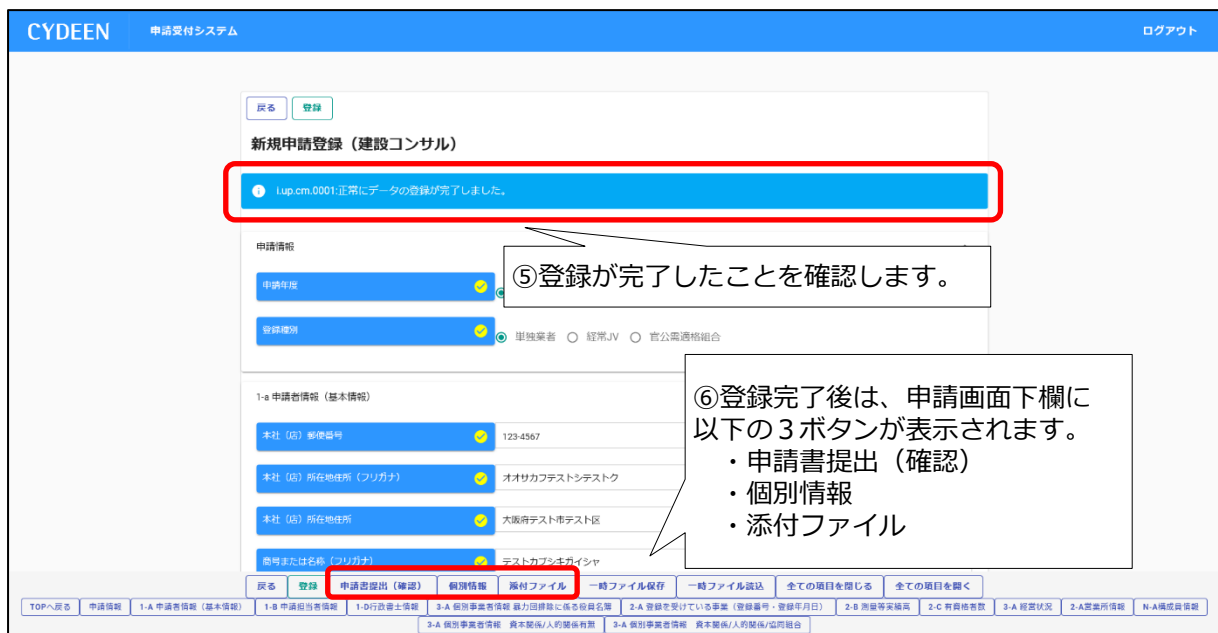 CYDEEN 申請受付システム ログアウト
戻る 登録
新規申請登録（建設コンサル）
i.up.cm.0001:正常にデータの登録が完了しました。
申請情報
⑤登録が完了したことを確認します。
申請年度
登録種別 単独業者 経常JV 官公需適格組合
⑥登録完了後は、申請画面下欄に
以下の３ボタンが表示されます。
・申請書提出（確認）
・個別情報
・添付ファイル
1-a 申請者情報（基本情報）
本社（店）郵便番号 123-4567
本社（店）所在地住所（フリガナ） オオサカフテストシテストク
本社（店）所在地住所 大阪府テスト市テスト区
商号または名称（フリガナ） テストカブシキガイシャ
戻る 登録 申請書提出（確認） 個別情報 添付ファイル 一時ファイル保存 一時ファイル読込 全ての項目を閉じる 全ての項目を開く
TOPへ戻る 申請情報 1-A 申請者情報（基本情報） 1-B 申請担当者情報 1-D行政書士情報 3-A 個別事業者情報 暴力団排除に係る役員名簿 2-A 登録を受けている事業（登録番号・登録年月日） 2-B 測量等実績高 2-C 有資格者数 3-A 経営状況 2-A営業所情報 N-A構成員情報
3-A 個別事業者情報 資本関係/人的関係有無 3-A 個別事業者情報 資本関係/人的関係/協同組合